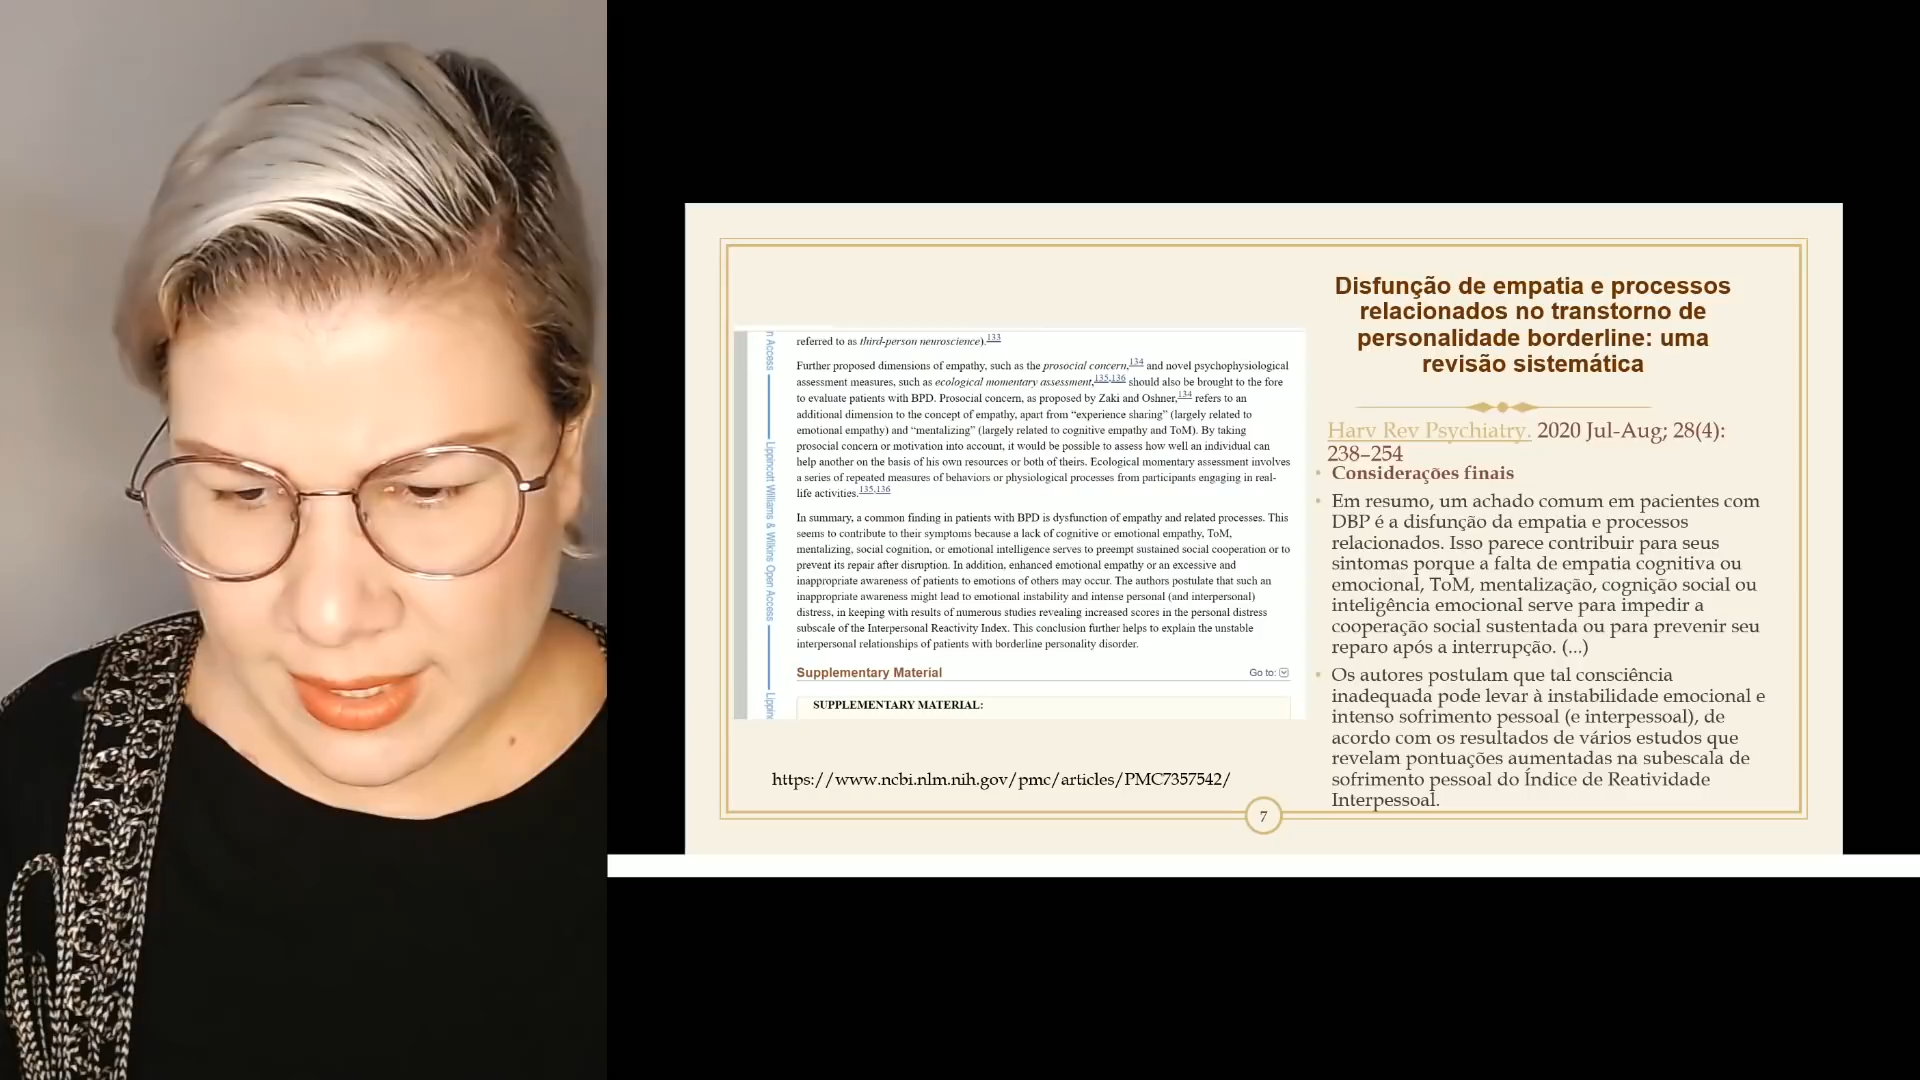 n Access
Lippincott Williams & Wilkins Open Access
Lippinc
referred to as third-person neuroscience).133
Further proposed dimensions of empathy, such as the prosocial concern,134 and novel psychophysiological
assessment measures, such as ecological momentary assessment,135,136 should also be brought to the fore
to evaluate patients with BPD. Prosocial concern, as proposed by Zaki and Oshner,134 refers to an
additional dimension to the concept of empathy, apart from “experience sharing” (largely related to
emotional empathy) and “mentalizing” (largely related to cognitive empathy and ToM). By taking
prosocial concern or motivation into account, it would be possible to assess how well an individual can
help another on the basis of his own resources or both of theirs. Ecological momentary assessment involves
a series of repeated measures of behaviors or physiological processes from participants engaging in real-
life activities.135,136
In summary, a common finding in patients with BPD is dysfunction of empathy and related processes. This
seems to contribute to their symptoms because a lack of cognitive or emotional empathy, ToM,
mentalizing, social cognition, or emotional intelligence serves to preempt sustained social cooperation or to
prevent its repair after disruption. In addition, enhanced emotional empathy or an excessive and
inappropriate awareness of patients to emotions of others may occur. The authors postulate that such an
inappropriate awareness might lead to emotional instability and intense personal (and interpersonal)
distress, in keeping with results of numerous studies revealing increased scores in the personal distress
subscale of the Interpersonal Reactivity Index. This conclusion further helps to explain the unstable
interpersonal relationships of patients with borderline personality disorder.
Supplementary Material
Go to:
SUPPLEMENTARY MATERIAL:
https://www.ncbi.nlm.nih.gov/pmc/articles/PMC7357542/
Disfunção de empatia e processos
relacionados no transtorno de
personalidade borderline: uma
revisão sistemática
Harv Rev Psychiatry. 2020 Jul-Aug; 28(4):
238–254
• Considerações finais
• Em resumo, um achado comum em pacientes com
DBP é a disfunção da empatia e processos
relacionados. Isso parece contribuir para seus
sintomas porque a falta de empatia cognitiva ou
emocional, ToM, mentalização, cognição social ou
inteligência emocional serve para impedir a
cooperação social sustentada ou para prevenir seu
reparo após a interrupção. (...)
• Os autores postulam que tal consciência
inadequada pode levar à instabilidade emocional e
intenso sofrimento pessoal (e interpessoal), de
acordo com os resultados de vários estudos que
revelam pontuações aumentadas na subescala de
sofrimento pessoal do Índice de Reatividade
Interpessoal.
7